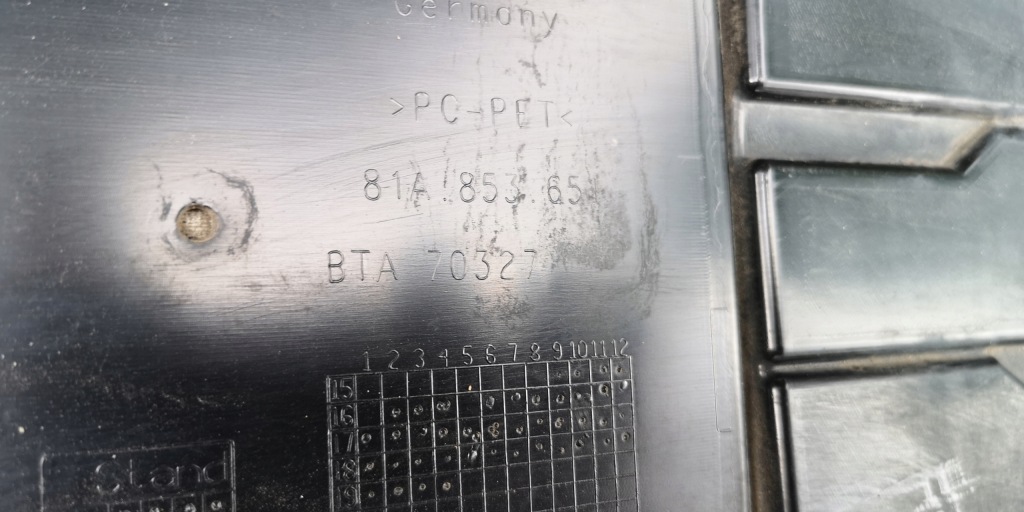 Germany
>PC-PET<
81A.853.65
BTA 70327
1 2 3 4 5 6 7 8 9 10 11 12
15
16
17
18
19
Stand